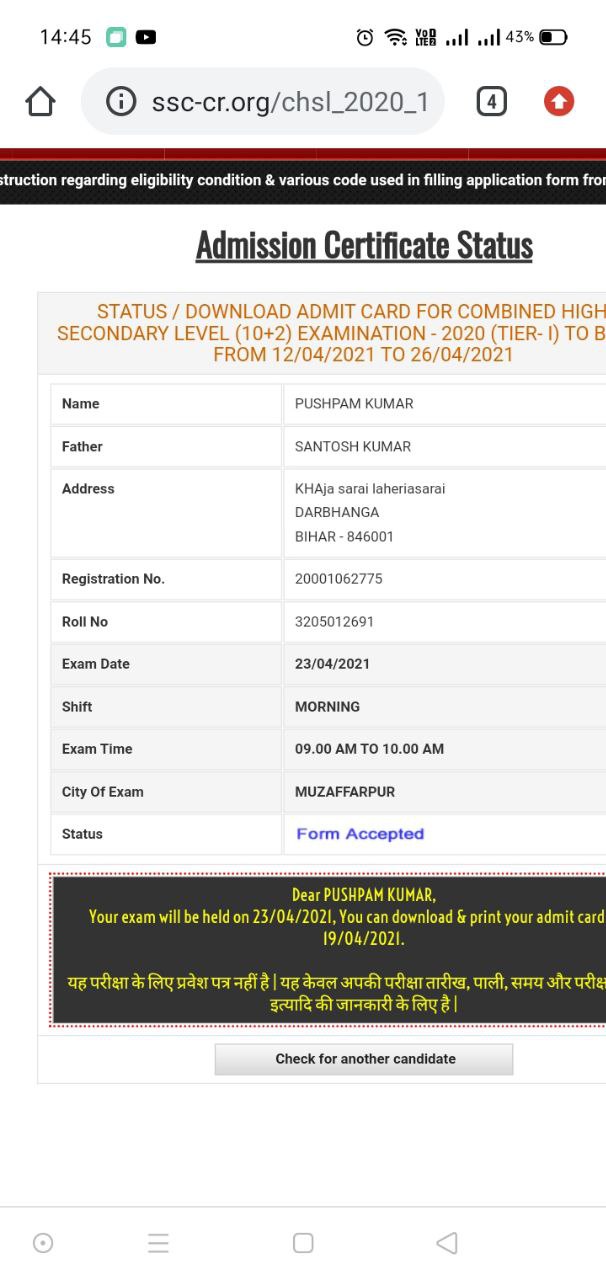 14:45
VoD LTE2 43%
ssc-cr.org/chsl_2020_1
4
struction regarding eligibility condition & various code used in filling application form from
Admission Certificate Status
STATUS / DOWNLOAD ADMIT CARD FOR COMBINED HIGH
SECONDARY LEVEL (10+2) EXAMINATION - 2020 (TIER- I) TO B
FROM 12/04/2021 TO 26/04/2021
Name PUSHPAM KUMAR
Father SANTOSH KUMAR
Address KHAja sarai laheriasarai
DARBHANGA
BIHAR - 846001
Registration No. 20001062775
Roll No 3205012691
Exam Date 23/04/2021
Shift MORNING
Exam Time 09.00 AM TO 10.00 AM
City Of Exam MUZAFFARPUR
Status Form Accepted
Dear PUSHPAM KUMAR,
Your exam will be held on 23/04/2021, You can download & print your admit card
19/04/2021.
यह परीक्षा के लिए प्रवेश पत्र नहीं है | यह केवल अपकी परीक्षा तारीख, पाली, समय और परीक्ष
इत्यादि की जानकारी के लिए है |
Check for another candidate